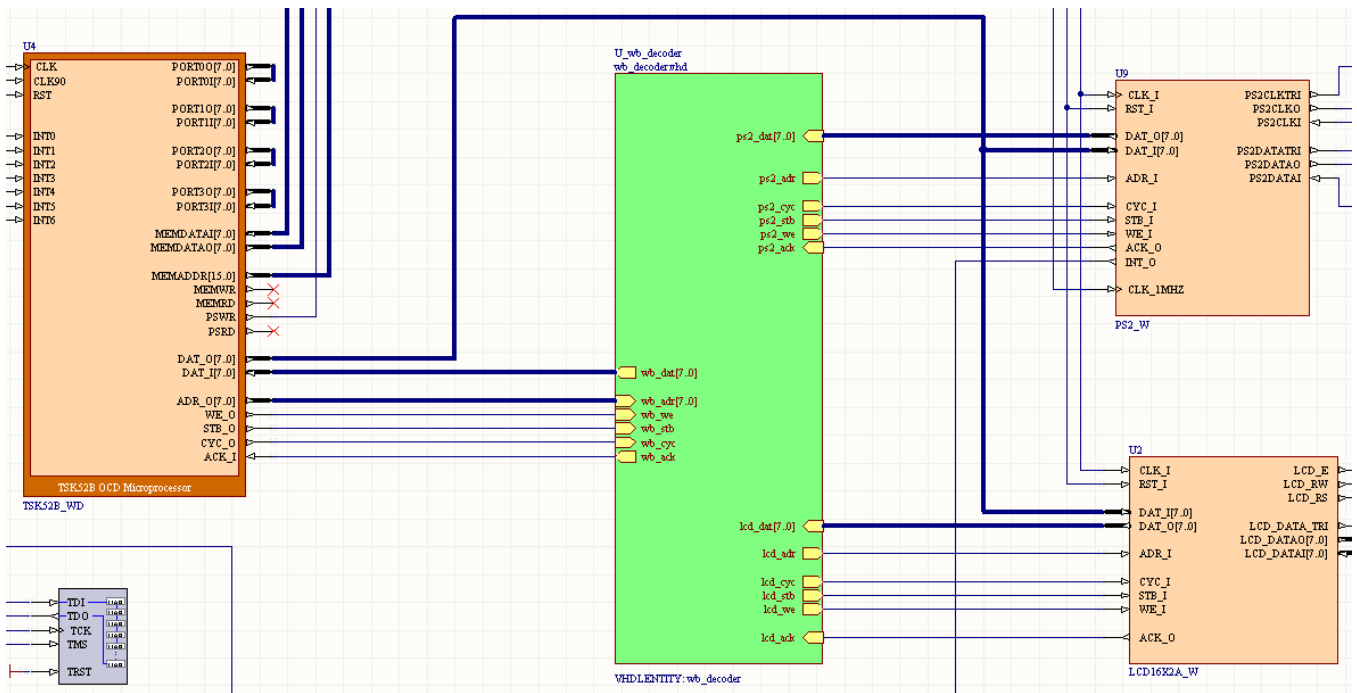 U4
CLK
CLK90
RST
INT0
INT1
INT2
INT3
INT4
INT5
INT6
PORT0O[7..0]
PORT0I[7..0]
PORT1O[7..0]
PORT1I[7..0]
PORT2O[7..0]
PORT2I[7..0]
PORT3O[7..0]
PORT3I[7..0]
MEMDATAI[7..0]
MEMDATAO[7..0]
MEMADDR[15..0]
MEMWR
MEMRD
PSWR
PSRD
DAT_O[7..0]
DAT_I[7..0]
ADR_O[7..0]
WE_O
STB_O
CYC_O
ACK_I
TSK52B OCD Microprocessor
TSK52B_WD
TDI
TDO
TCK
TMS
TRST
U_wb_decoder
wb_decoder.vhd
ps2_dat[7..0]
ps2_adr
ps2_cyc
ps2_stb
ps2_we
ps2_ack
wb_dat[7..0]
wb_adr[7..0]
wb_we
wb_stb
wb_cyc
wb_ack
lcd_dat[7..0]
lcd_adr
lcd_cyc
lcd_stb
lcd_we
lcd_ack
VHDLENTITY: wb_decoder
U9
CLK_I
RST_I
DAT_O[7..0]
DAT_I[7..0]
ADR_I
CYC_I
STB_I
WE_I
ACK_O
INT_O
CLK_1MHZ
PS2CLKTRI
PS2CLKO
PS2CLKI
PS2DATATRI
PS2DATAO
PS2DATAI
PS2_W
U2
CLK_I
RST_I
DAT_I[7..0]
DAT_O[7..0]
ADR_I
CYC_I
STB_I
WE_I
ACK_O
LCD_E
LCD_RW
LCD_RS
LCD_DATA_TRI
LCD_DATAO[7..0]
LCD_DATAI[7..0]
LCD16X2A_W